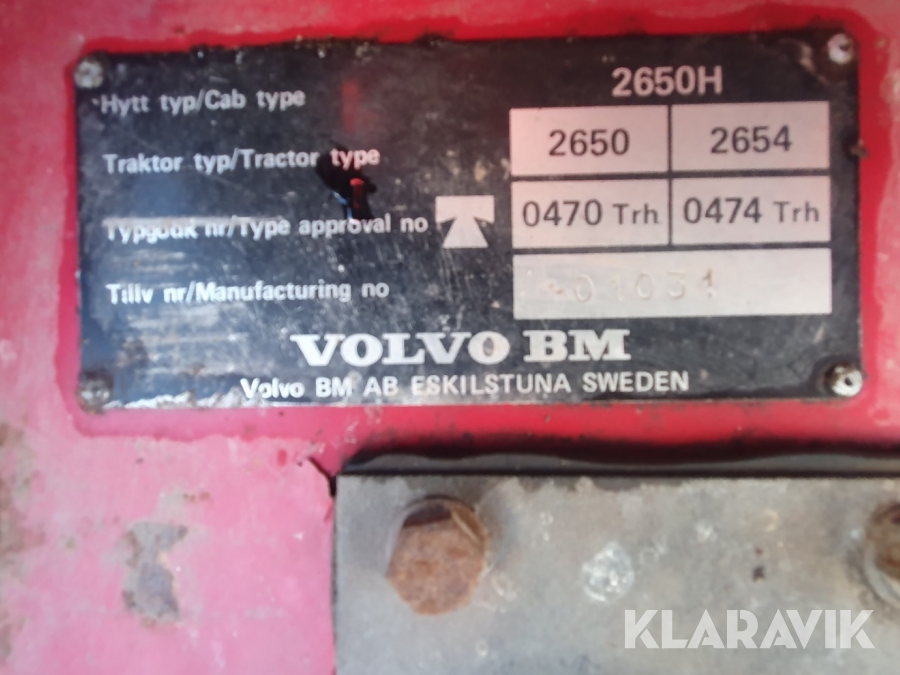 Hytt typ/Cab type 2650H
Traktor typ/Tractor type 2650 2654
Typgodk nr/Type approval no 0470 Trh 0474 Trh
Tillv nr/Manufacturing no
VOLVO BM
Volvo BM AB ESKILSTUNA SWEDEN
KLARAVIK